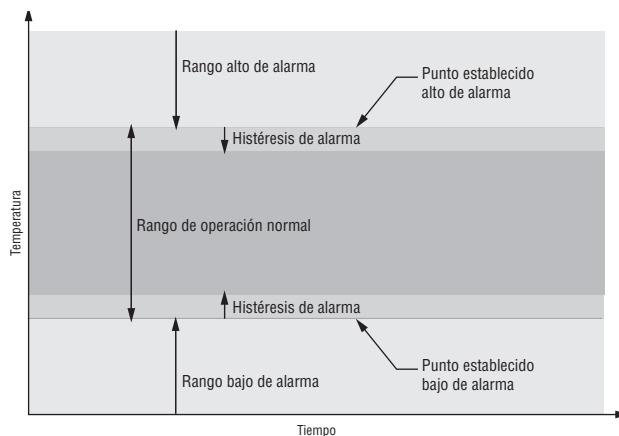 Rango alto de alarma
Punto establecido
alto de alarma
Histéresis de alarma
Temperatura
Rango de operación normal
Histéresis de alarma
Rango bajo de alarma
Punto establecido
bajo de alarma
Tiempo